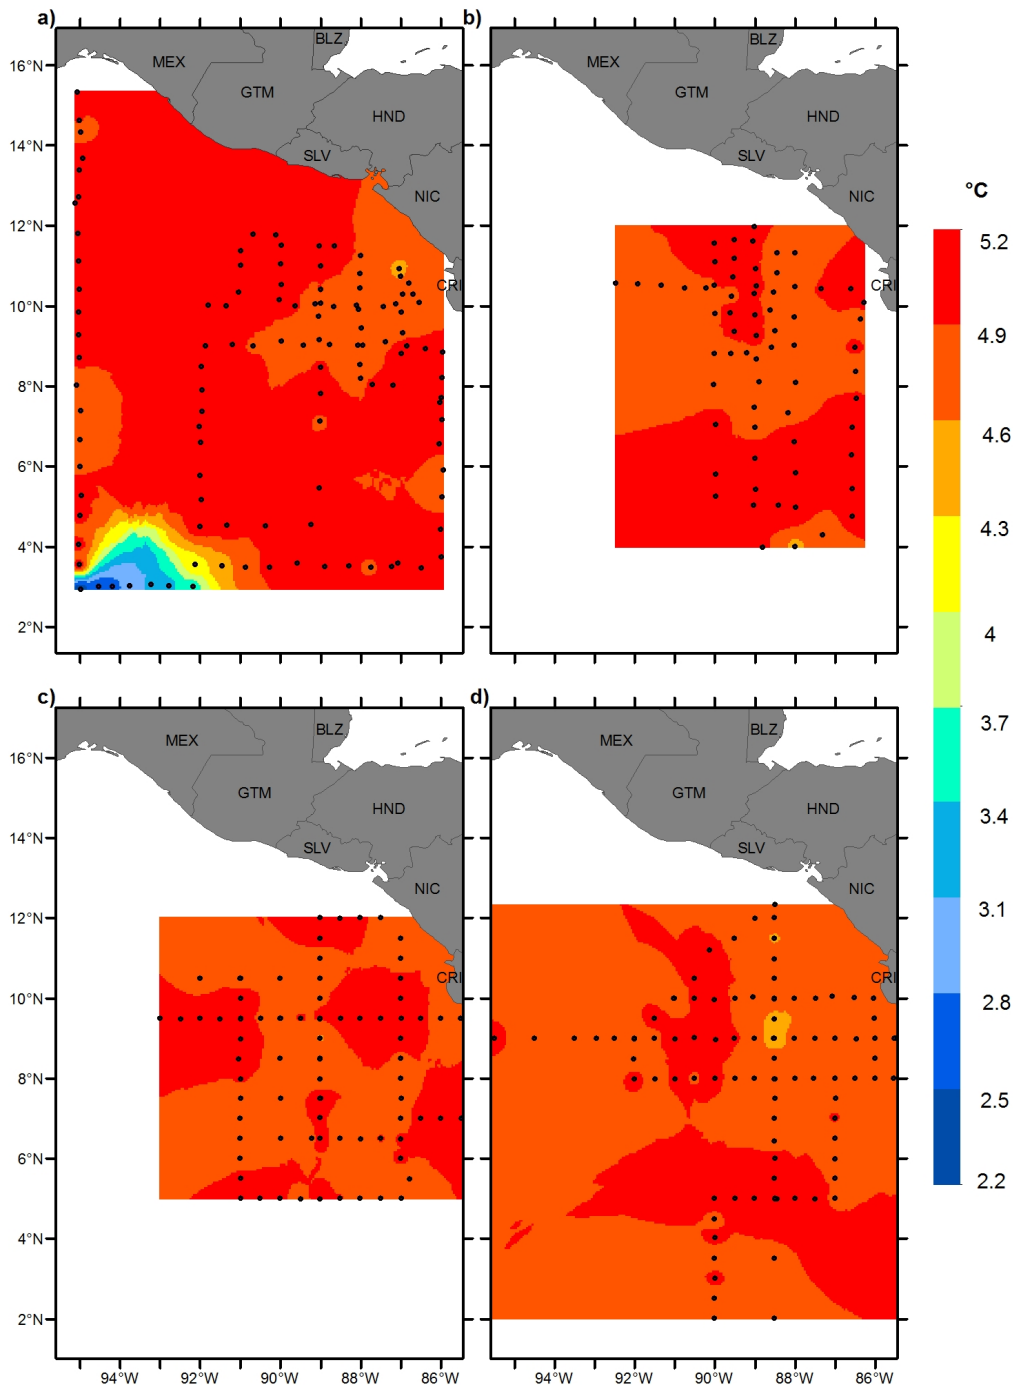 a)
b)
BLZ
BLZ
16°N
MEX
MEX
GTM
GTM
HND
HND
14°N
SLV
SLV
NIC
NIC
°C
12°N
5.2
CRI
CRI
10°N
4.9
8°N
4.6
6°N
4.3
4°N
4
2°N
c)
d)
3.7
BLZ
BLZ
MEX
MEX
16°N
GTM
GTM
HND
HND
3.4
14°N
SLV
SLV
NIC
NIC
3.1
12°N
CRI
CRI
10°N
2.8
8°N
2.5
6°N
2.2
4°N
2°N
94°W 92°W 90°W 88°W 86°W
94°W 92°W 90°W 88°W 86°W